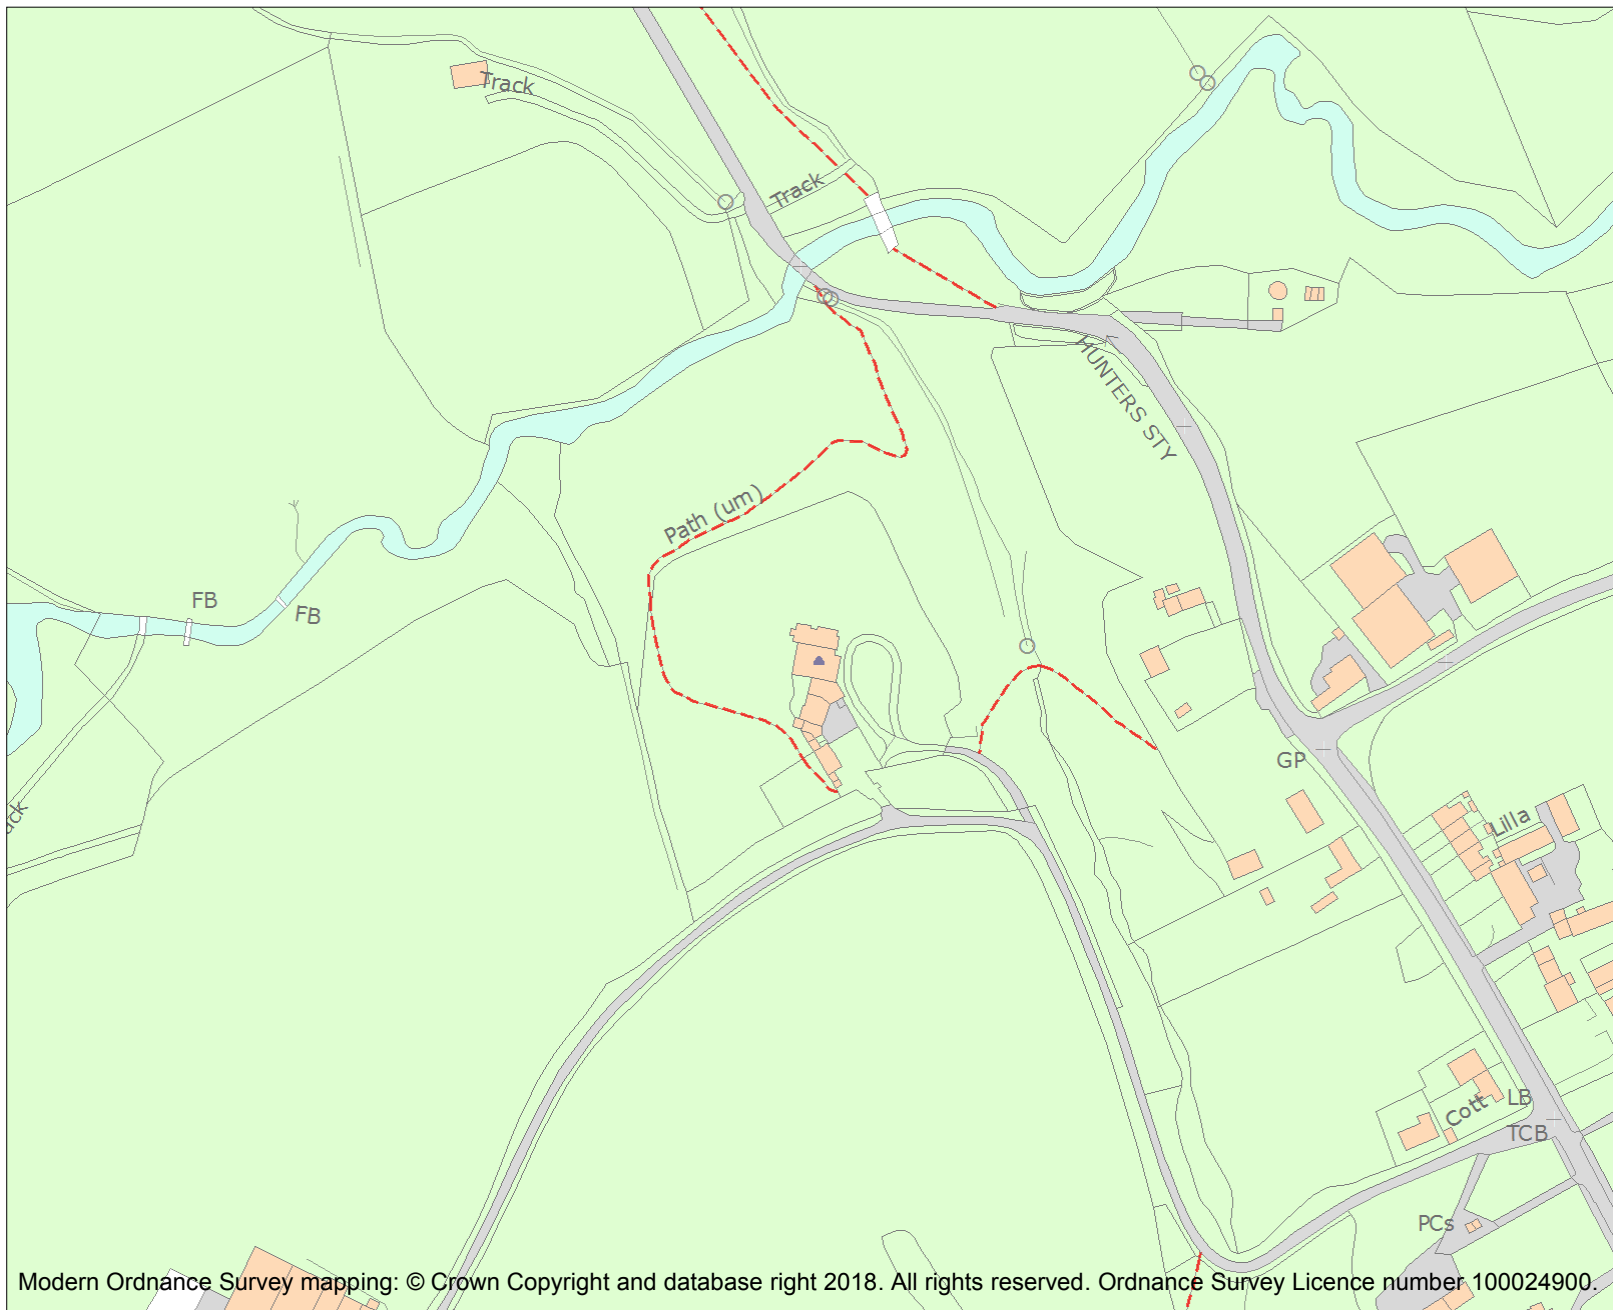 Track
Track
HUNTERS STY
Path (um)
FB
FB
GP
Lilla
Cott
LB
TCB
PCs
Modern Ordnance Survey mapping: © Crown Copyright and database right 2018. All rights reserved. Ordnance Survey Licence number 100024900.